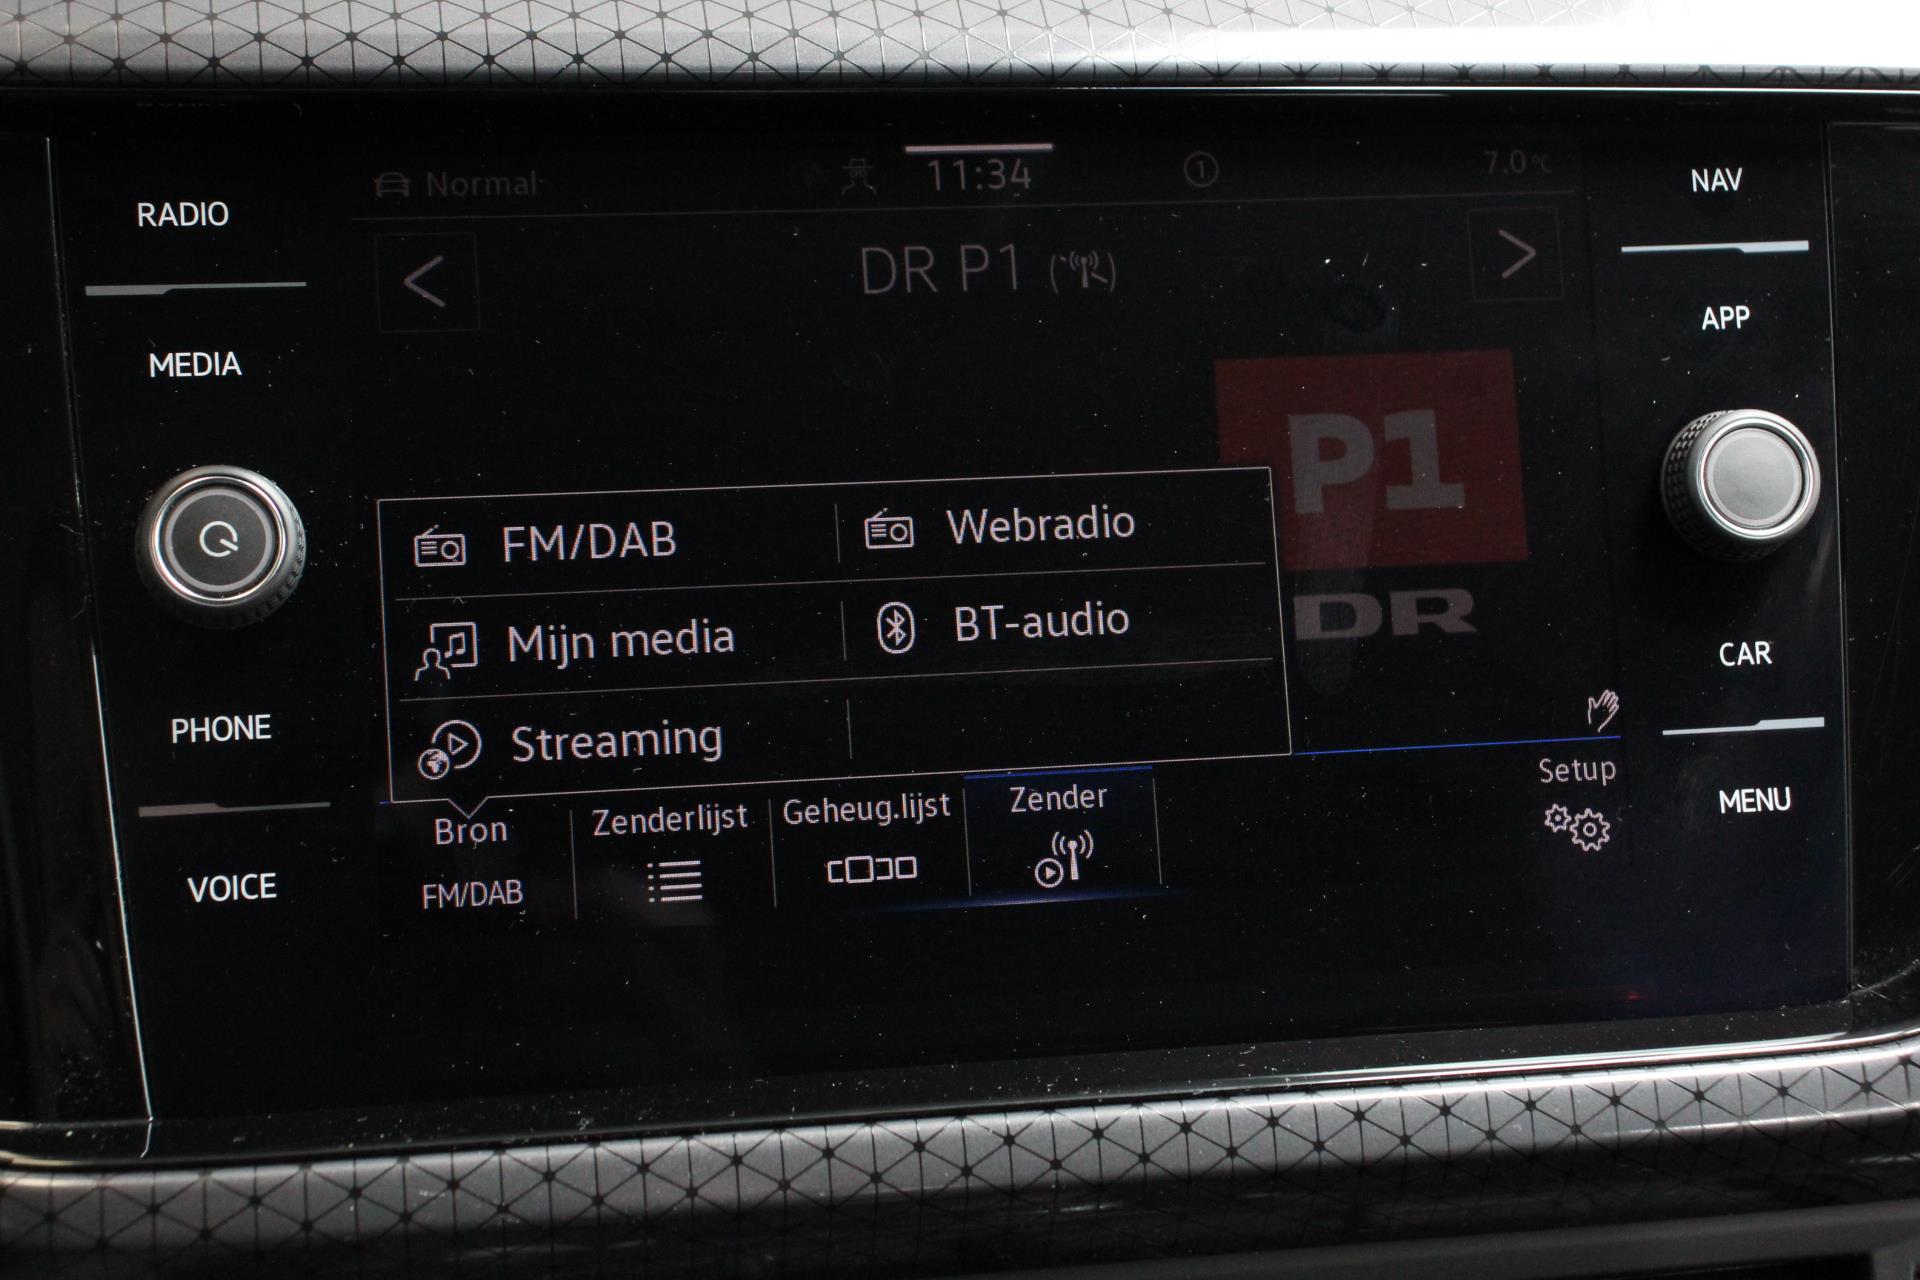 RADIO
MEDIA
PHONE
VOICE
Normal
11:34
1
7.0 °C
DR P1
P1
DR
FM/DAB
Webradio
Mijn media
BT-audio
Streaming
Bron
FM/DAB
Zenderlijst
Geheug.lijst
Zender
Setup
NAV
APP
CAR
MENU